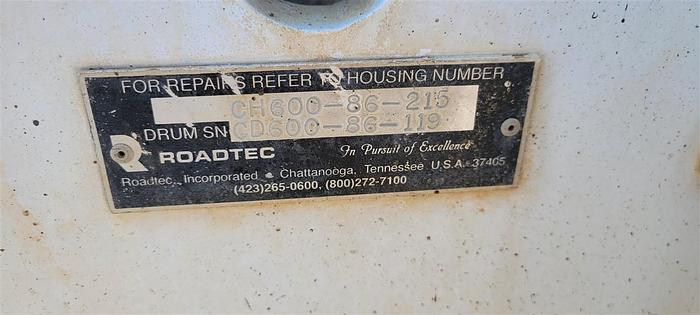 FOR REPAIRS REFER TO HOUSING NUMBER
CH600-86-215
DRUM SN CD600-86-119
R ROADTEC In Pursuit of Excellence
Roadtec, Incorporated • Chattanooga, Tennessee U.S.A. 37405
(423)265-0600, (800)272-7100